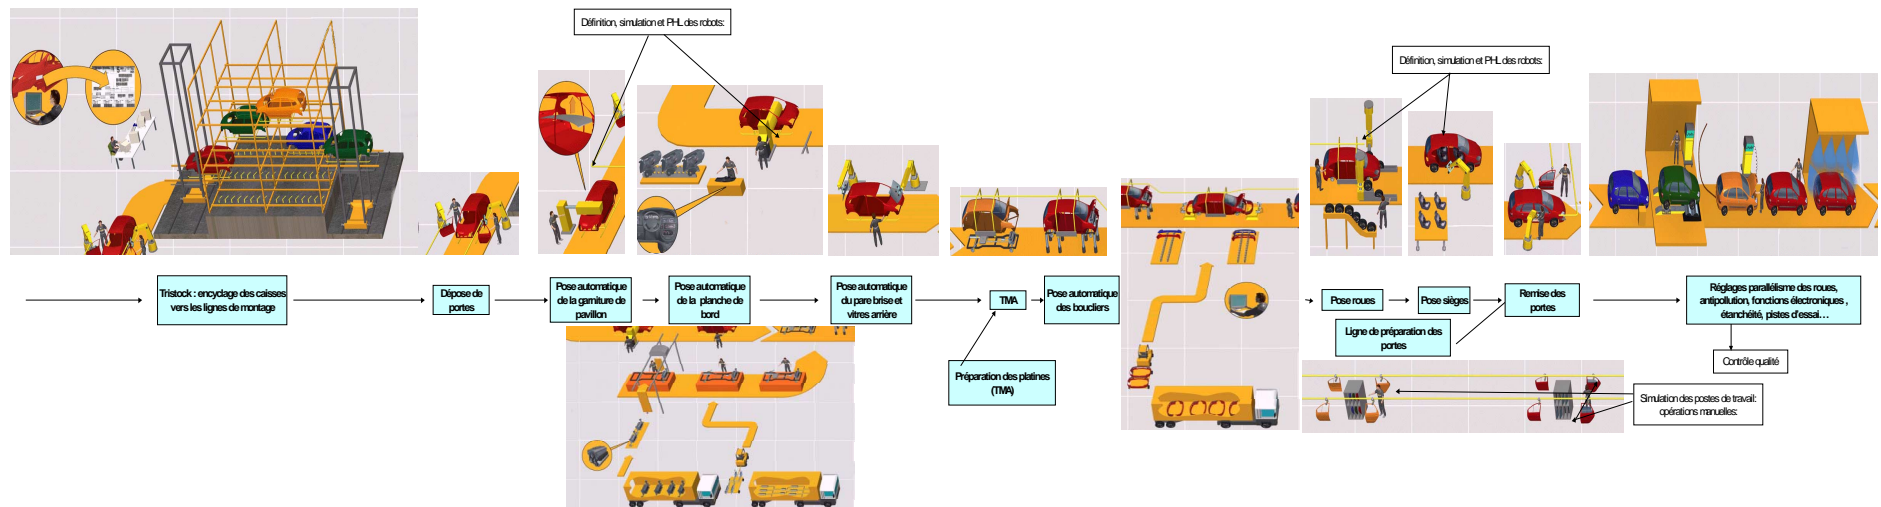 Définition, simulation et PHL des robots:
Définition, simulation et PHL des robots:
Tristock : encyclage des caisses
vers les lignes de montage
Dépose de
portes
Pose automatique
de la garniture de
pavillon
Pose automatique
de la planche de
bord
Pose automatique
du pare brise et
vitres arrière
TMA
Pose automatique
des boucliers
Préparation des platines
(TMA)
Pose roues
Pose sièges
Remise des
portes
Ligne de préparation des
portes
Réglages parallélisme des roues,
antipollution, fonctions électroniques ,
étanchéité, pistes d'essai…
Contrôle qualité
Simulation des postes de travail:
opérations manuelles: